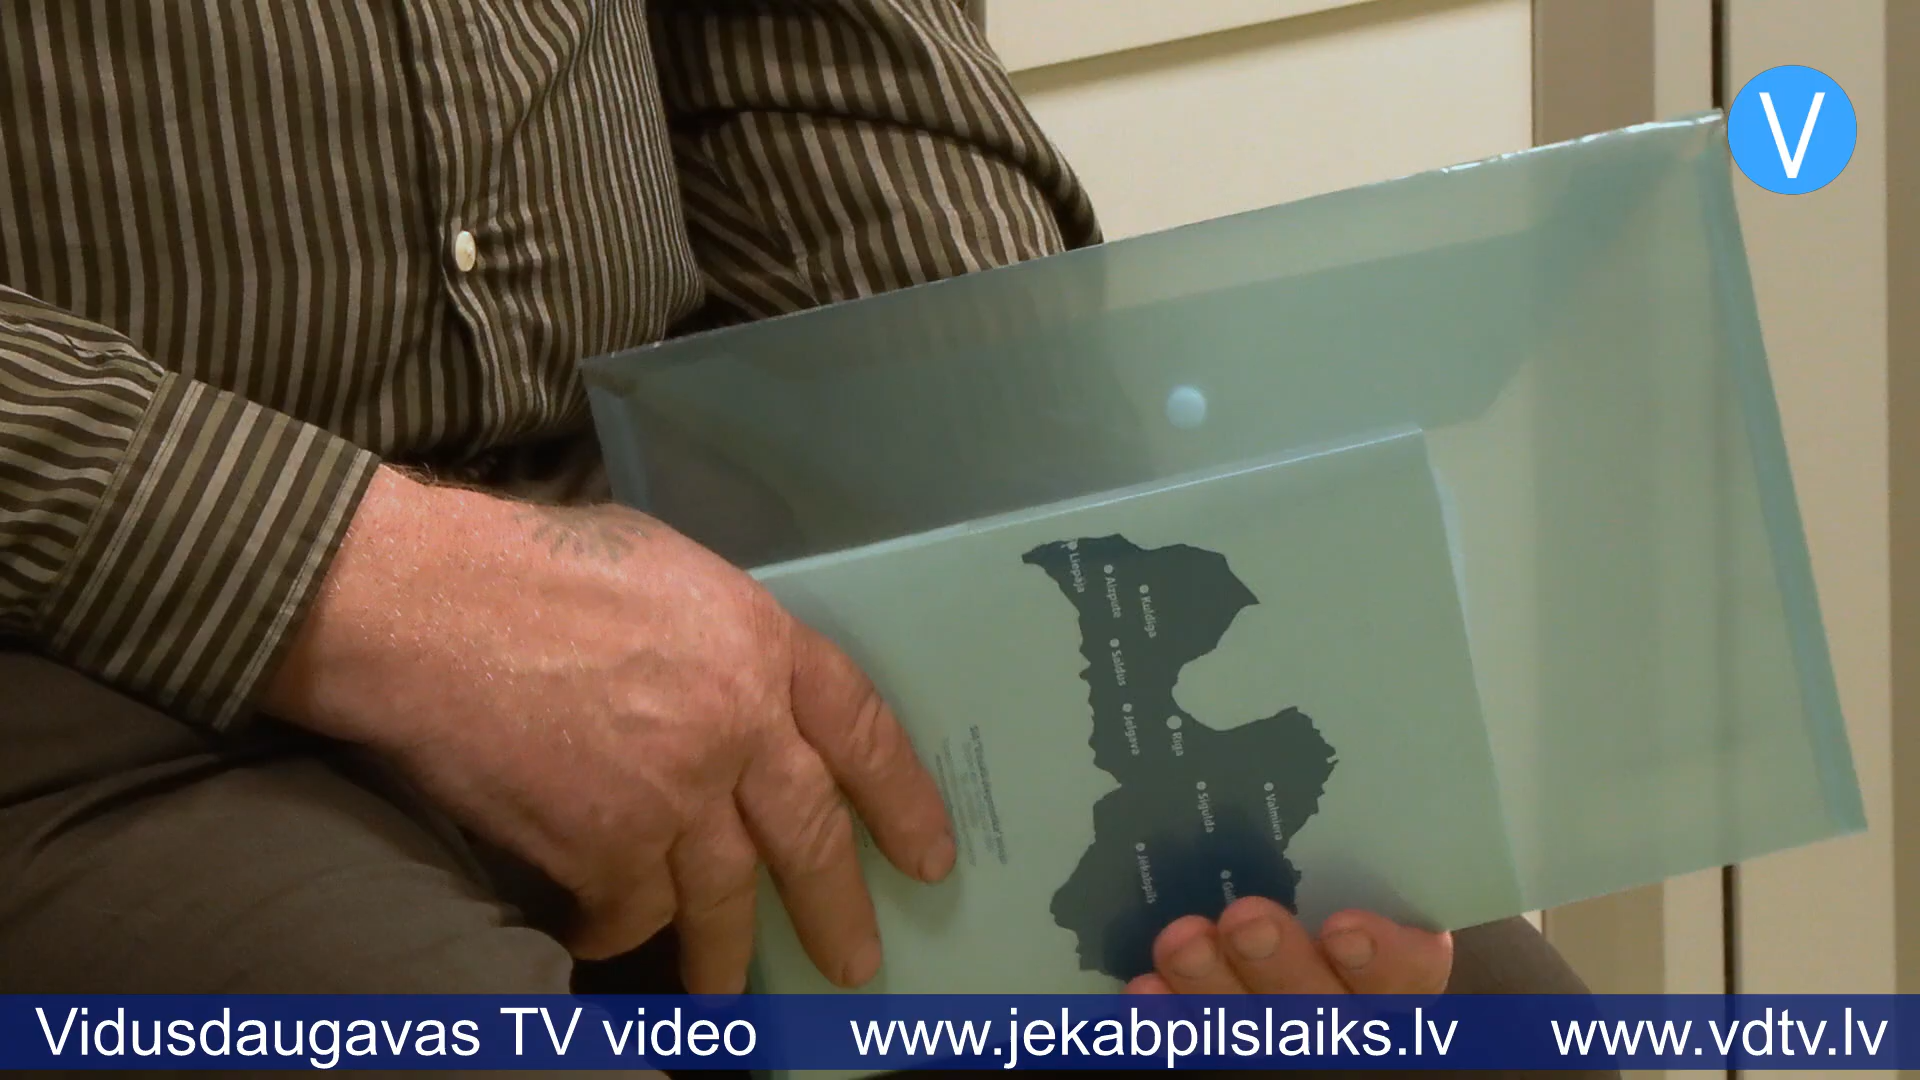 V
Liepāja
Aizpute
Kuldīga
Saldus
Jelgava
Rīga
Sigulda
Valmiera
Jēkabpils
Vidusdaugavas TV video www.jekabpilslaiks.lv www.vdtv.lv